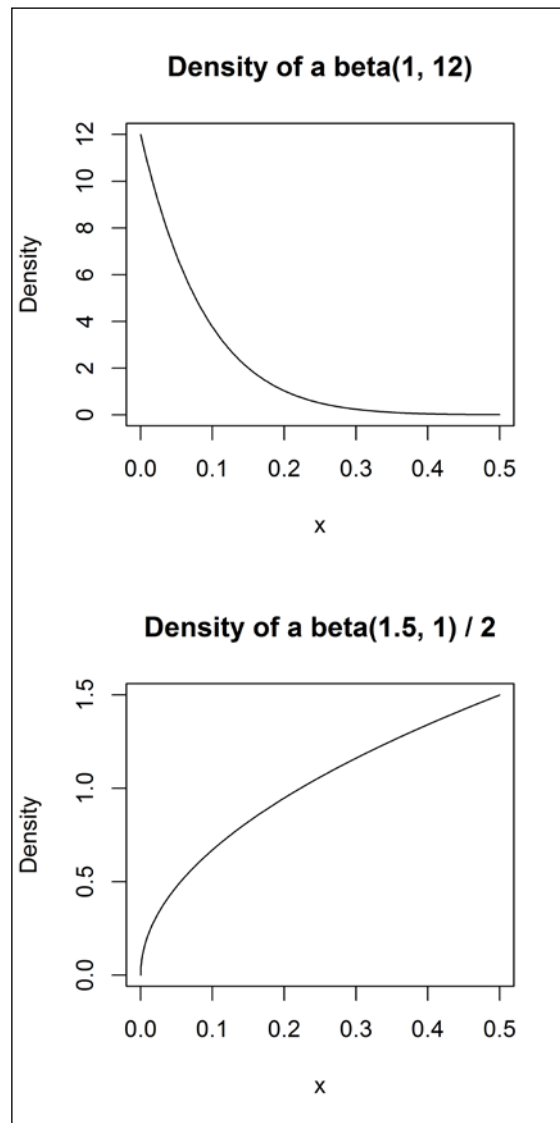 Density of a beta(1, 12)
12
10
8
6
4
2
0
Density
0.0 0.1 0.2 0.3 0.4 0.5
x
Density of a beta(1.5, 1) / 2
1.5
1.0
0.5
0.0
Density
0.0 0.1 0.2 0.3 0.4 0.5
x